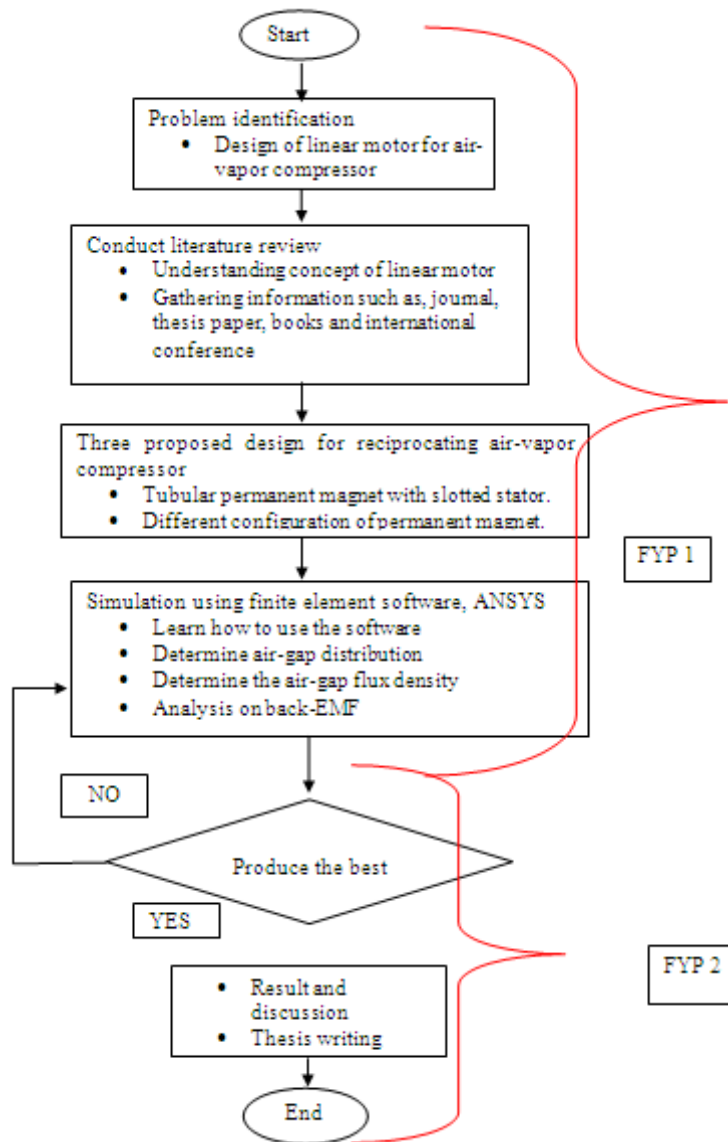 Start
Problem identification
• Design of linear motor for air-
vapor compressor
Conduct literature review
• Understanding concept of linear motor
• Gathering information such as, journal,
thesis paper, books and international
conference
Three proposed design for reciprocating air-vapor
compressor
• Tubular permanent magnet with slotted stator.
• Different configuration of permanent magnet.
FYP 1
Simulation using finite element software, ANSYS
• Learn how to use the software
• Determine air-gap distribution
• Determine the air-gap flux density
• Analysis on back-EMF
NO
Produce the best
YES
FYP 2
• Result and
discussion
• Thesis writing
End